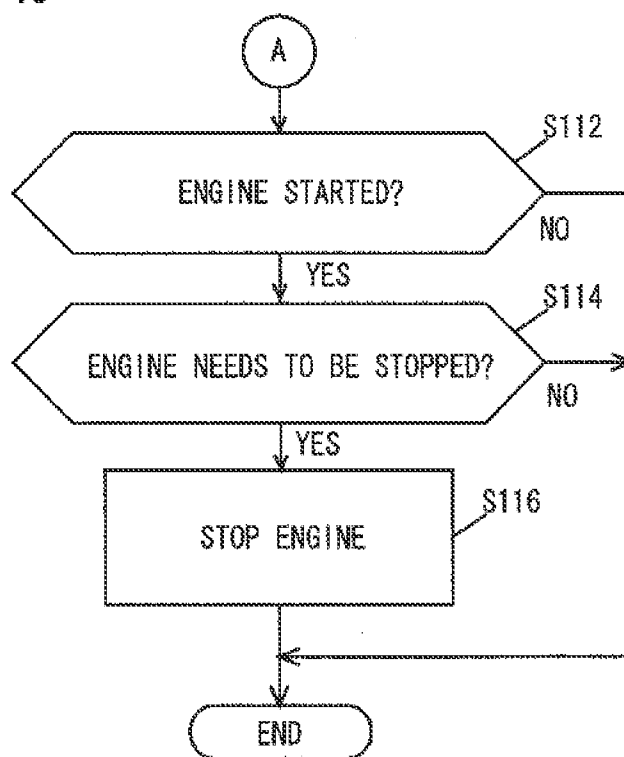 A
S112
ENGINE STARTED?
NO
YES
S114
ENGINE NEEDS TO BE STOPPED?
NO
YES
S116
STOP ENGINE
END